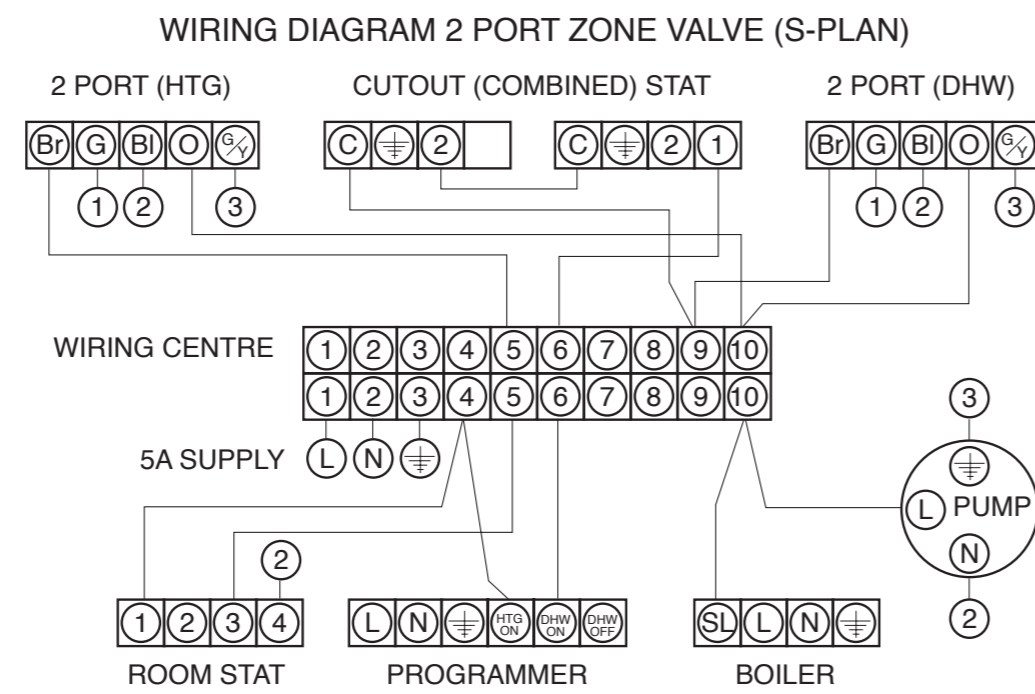 WIRING DIAGRAM 2 PORT ZONE VALVE (S-PLAN)
2 PORT (HTG)
CUTOUT (COMBINED) STAT
2 PORT (DHW)
Br G Bl O G/Y
C 2
C 2 1
Br G Bl O G/Y
1 2 3
1 2 3
WIRING CENTRE
1 2 3 4 5 6 7 8 9 10
1 2 3 4 5 6 7 8 9 10
5A SUPPLY
L N
3
L PUMP
N
2
2
1 2 3 4
L N HTG ON DHW ON DHW OFF
SL L N
ROOM STAT
PROGRAMMER
BOILER